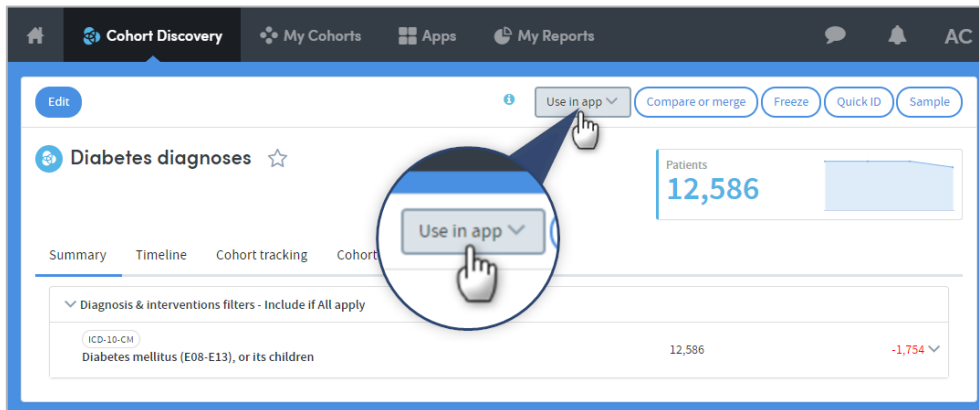 Cohort Discovery My Cohorts Apps My Reports AC
Edit Use in app Compare or merge Freeze Quick ID Sample
Diabetes diagnoses
Patients
12,586
Use in app
Summary Timeline Cohort tracking Cohort
Diagnosis & interventions filters - Include if All apply
ICD-10-CM
Diabetes mellitus (E08-E13), or its children 12,586 -1,754